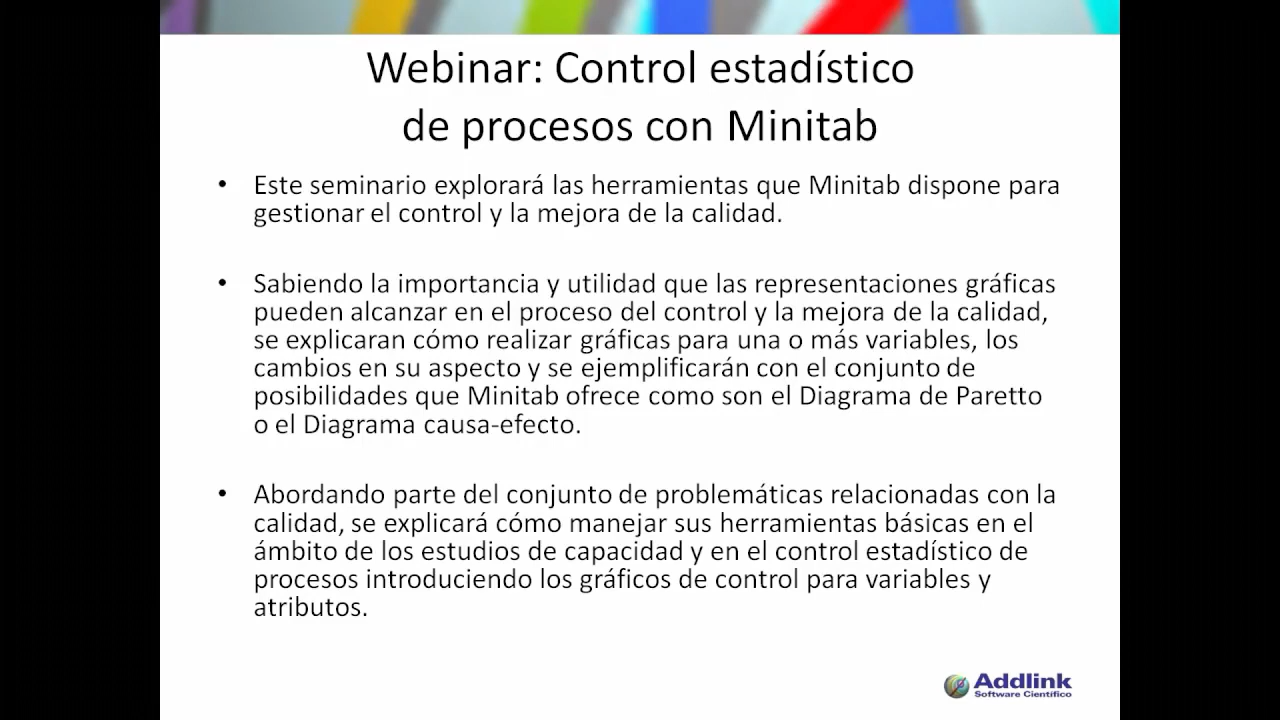 Webinar: Control estadístico
de procesos con Minitab
• Este seminario explorará las herramientas que Minitab dispone para
gestionar el control y la mejora de la calidad.
• Sabiendo la importancia y utilidad que las representaciones gráficas
pueden alcanzar en el proceso del control y la mejora de la calidad,
se explicaran cómo realizar gráficas para una o más variables, los
cambios en su aspecto y se ejemplificarán con el conjunto de
posibilidades que Minitab ofrece como son el Diagrama de Paretto
o el Diagrama causa-efecto.
• Abordando parte del conjunto de problemáticas relacionadas con la
calidad, se explicará cómo manejar sus herramientas básicas en el
ámbito de los estudios de capacidad y en el control estadístico de
procesos introduciendo los gráficos de control para variables y
atributos.
Addlink
Software Científico